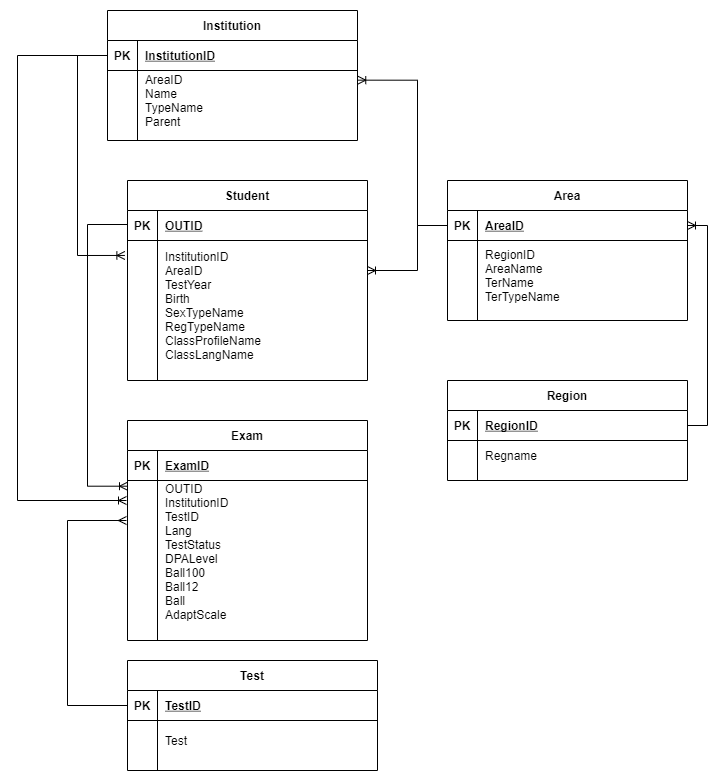 Institution
PK InstitutionID
AreaID
Name
TypeName
Parent
Student
PK OUTID
InstitutionID
AreaID
TestYear
Birth
SexTypeName
RegTypeName
ClassProfileName
ClassLangName
Area
PK AreaID
RegionID
AreaName
TerName
TerTypeName
Region
PK RegionID
Regname
Exam
PK ExamID
OUTID
InstitutionID
TestID
Lang
TestStatus
DPALevel
Ball100
Ball12
Ball
AdaptScale
Test
PK TestID
Test